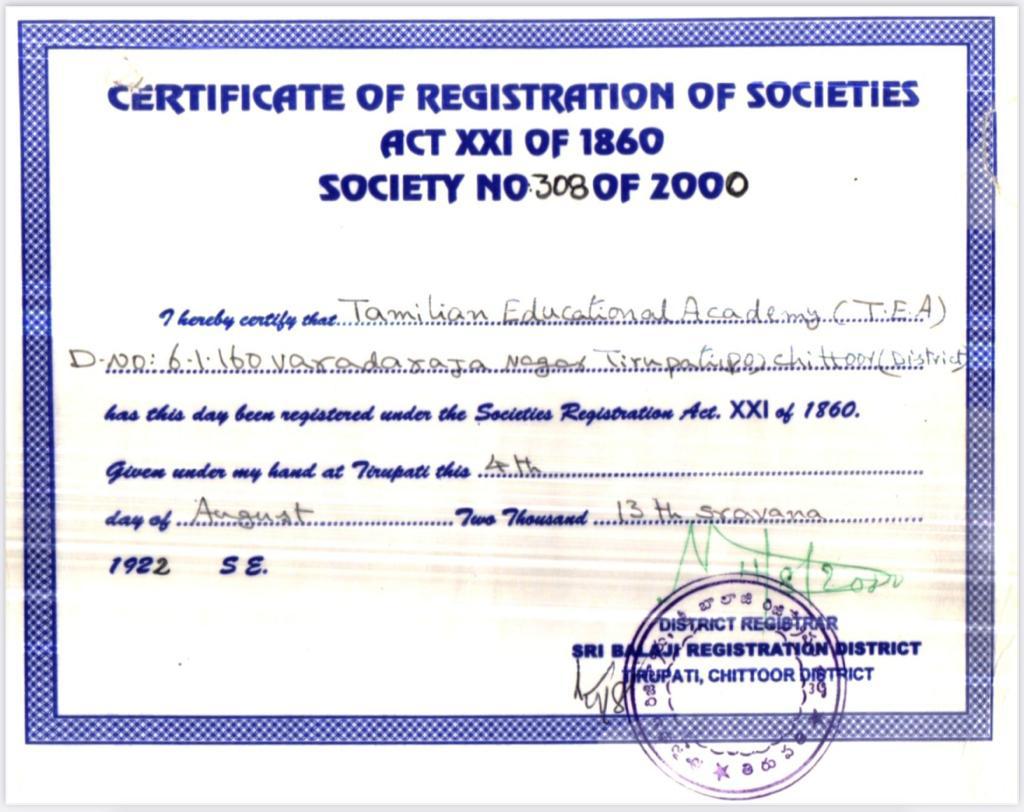 CERTIFICATE OF REGISTRATION OF SOCIETIES
ACT XXI OF 1860
SOCIETY NO.308 OF 2000
I hereby certify that Tamilian Educational Academy (T.E.A)
D-NO: 6-1-160 Varadaraja Nagar Tirupati(PO) Chittoor (District)
has this day been registered under the Societies Registration Act. XXI of 1860.
Given under my hand at Tirupati this 4th
day of August Two Thousand 13th sravana
1922 S E.
DISTRICT REGISTRAR
SRI BALAJI REGISTRATION DISTRICT
TIRUPATI, CHITTOOR DISTRICT
తిరుపతి